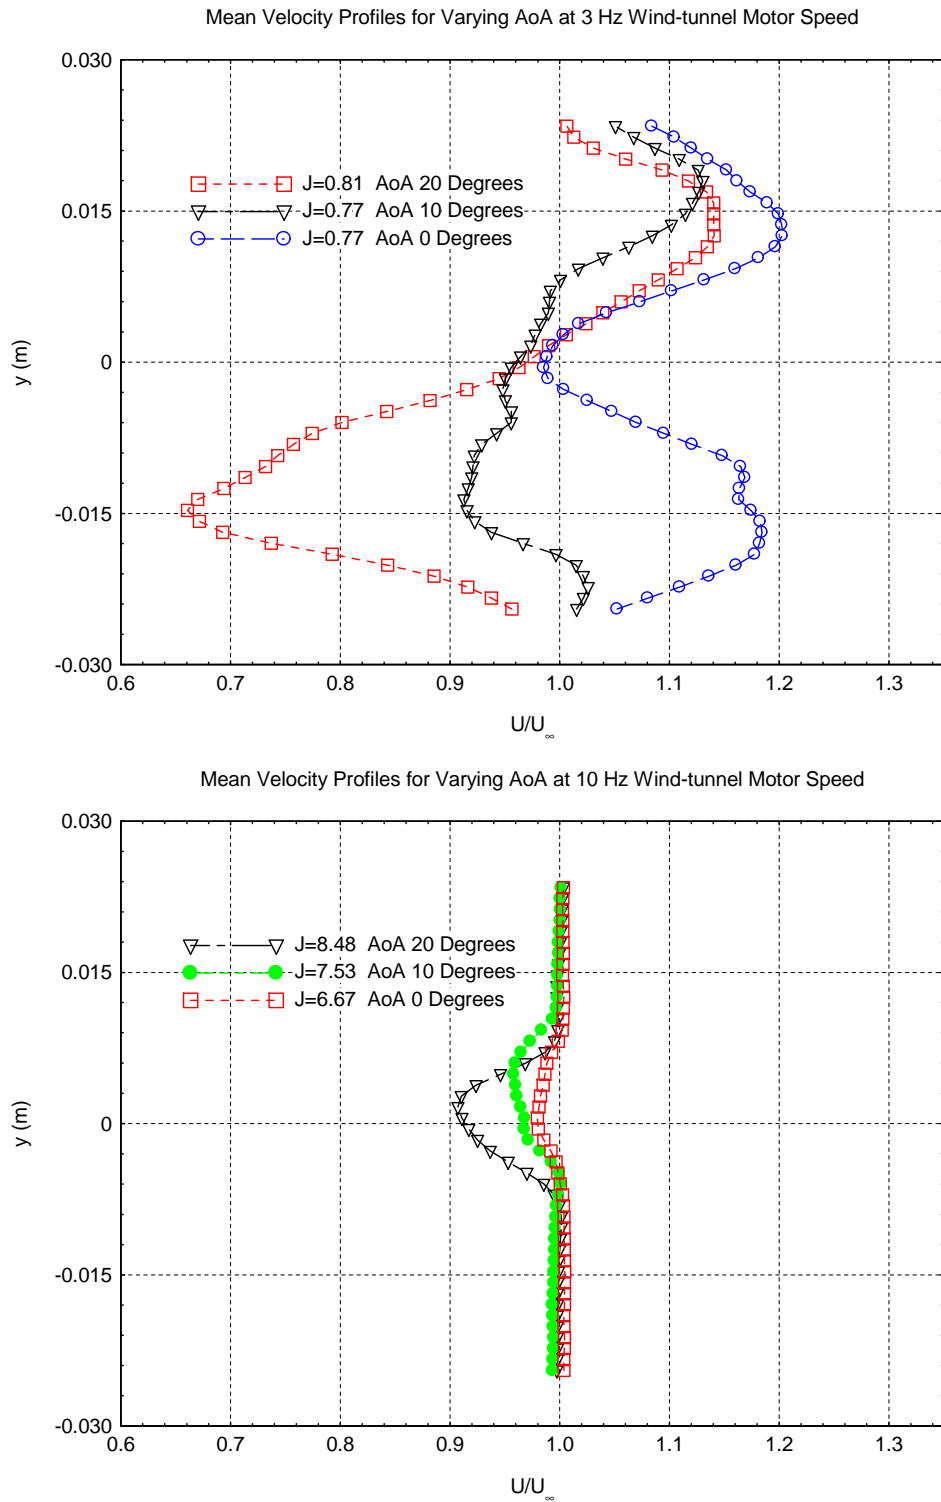 Mean Velocity Profiles for Varying AoA at 3 Hz Wind-tunnel Motor Speed
0.030
0.015
0
-0.015
-0.030
y (m)
J=0.81 AoA 20 Degrees
J=0.77 AoA 10 Degrees
J=0.77 AoA 0 Degrees
0.6 0.7 0.8 0.9 1.0 1.1 1.2 1.3
U/U∞
Mean Velocity Profiles for Varying AoA at 10 Hz Wind-tunnel Motor Speed
0.030
0.015
0
-0.015
-0.030
y (m)
J=8.48 AoA 20 Degrees
J=7.53 AoA 10 Degrees
J=6.67 AoA 0 Degrees
0.6 0.7 0.8 0.9 1.0 1.1 1.2 1.3
U/U∞